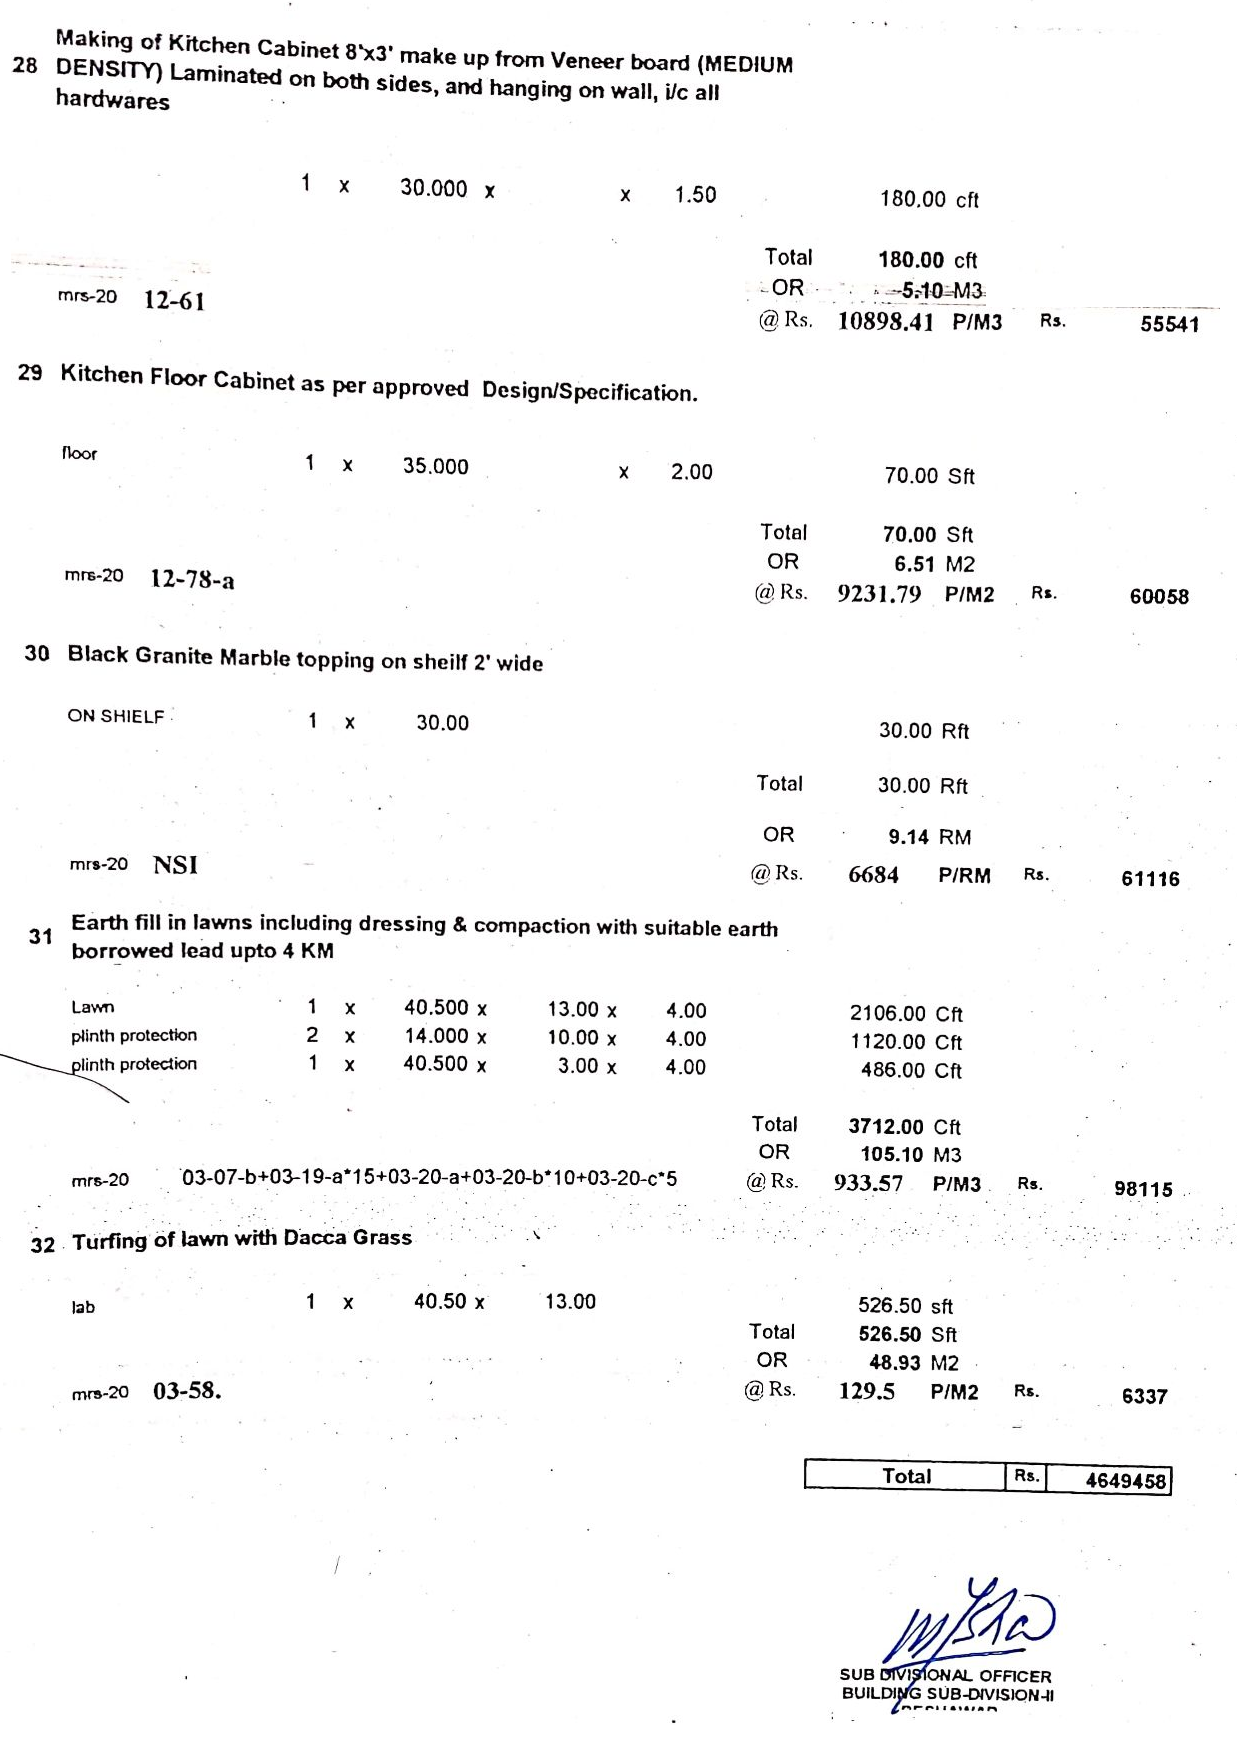 Making of Kitchen Cabinet 8'x3' make up from Veneer board (MEDIUM
28 DENSITY) Laminated on both sides, and hanging on wall, i/c all
hardwares
1 x 30.000 x x 1.50 180.00 cft
Total 180.00 cft
OR 5.10 M3
mrs-20 12-61 @ Rs. 10898.41 P/M3 Rs. 55541
29 Kitchen Floor Cabinet as per approved Design/Specification.
floor 1 x 35.000 x 2.00 70.00 Sft
Total 70.00 Sft
OR 6.51 M2
mrs-20 12-78-a @ Rs. 9231.79 P/M2 Rs. 60058
30 Black Granite Marble topping on sheilf 2' wide
ON SHIELF 1 x 30.00 30.00 Rft
Total 30.00 Rft
OR 9.14 RM
mrs-20 NSI @ Rs. 6684 P/RM Rs. 61116
31 Earth fill in lawns including dressing & compaction with suitable earth
borrowed lead upto 4 KM
Lawn 1 x 40.500 x 13.00 x 4.00 2106.00 Cft
plinth protection 2 x 14.000 x 10.00 x 4.00 1120.00 Cft
plinth protection 1 x 40.500 x 3.00 x 4.00 486.00 Cft
Total 3712.00 Cft
OR 105.10 M3
mrs-20 03-07-b+03-19-a*15+03-20-a+03-20-b*10+03-20-c*5 @ Rs. 933.57 P/M3 Rs. 98115
32 Turfing of lawn with Dacca Grass
lab 1 x 40.50 x 13.00 526.50 sft
Total 526.50 Sft
OR 48.93 M2
mrs-20 03-58. @ Rs. 129.5 P/M2 Rs. 6337
Total Rs. 4649458
SUB DIVISIONAL OFFICER
BUILDING SUB-DIVISION-II